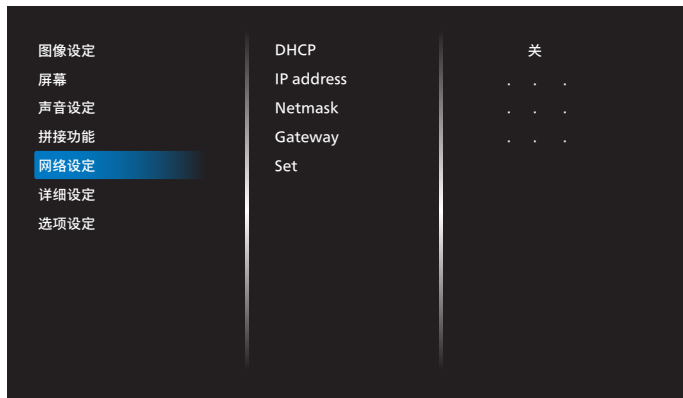 图像设定
屏幕
声音设定
拼接功能
网络设定
详细设定
选项设定
DHCP 关
IP address . . .
Netmask . . .
Gateway . . .
Set